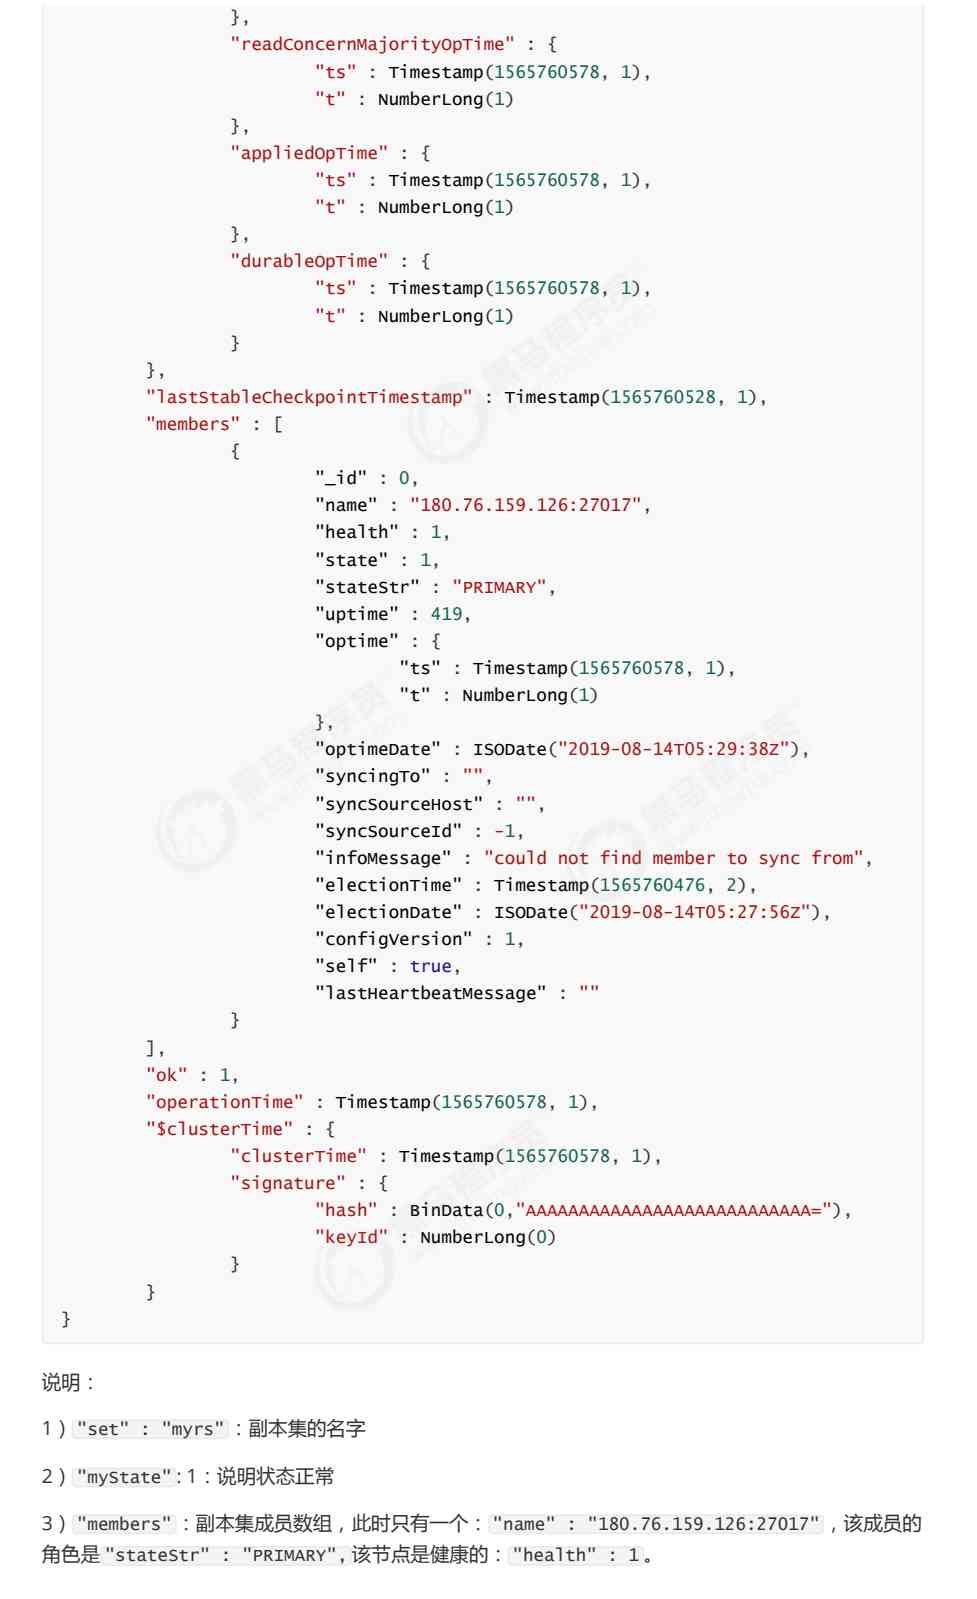 },
"readConcernMajorityOpTime" : {
"ts" : Timestamp(1565760578, 1),
"t" : NumberLong(1)
},
"appliedOpTime" : {
"ts" : Timestamp(1565760578, 1),
"t" : NumberLong(1)
},
"durableOpTime" : {
"ts" : Timestamp(1565760578, 1),
"t" : NumberLong(1)
}
},
"lastStableCheckpointTimestamp" : Timestamp(1565760528, 1),
"members" : [
{
"_id" : 0,
"name" : "180.76.159.126:27017",
"health" : 1,
"state" : 1,
"stateStr" : "PRIMARY",
"uptime" : 419,
"optime" : {
"ts" : Timestamp(1565760578, 1),
"t" : NumberLong(1)
},
"optimeDate" : ISODate("2019-08-14T05:29:38Z"),
"syncingTo" : "",
"syncSourceHost" : "",
"syncSourceId" : -1,
"infoMessage" : "could not find member to sync from",
"electionTime" : Timestamp(1565760476, 2),
"electionDate" : ISODate("2019-08-14T05:27:56Z"),
"configVersion" : 1,
"self" : true,
"lastHeartbeatMessage" : ""
}
],
"ok" : 1,
"operationTime" : Timestamp(1565760578, 1),
"$clusterTime" : {
"clusterTime" : Timestamp(1565760578, 1),
"signature" : {
"hash" : BinData(0,"AAAAAAAAAAAAAAAAAAAAAAAAAAA="),
"keyId" : NumberLong(0)
}
}
}
说明：
1）"set" : "myrs"：副本集的名字
2）"myState": 1：说明状态正常
3）"members"：副本集成员数组，此时只有一个："name" : "180.76.159.126:27017"，该成员的
角色是"stateStr" : "PRIMARY", 该节点是健康的："health" : 1。